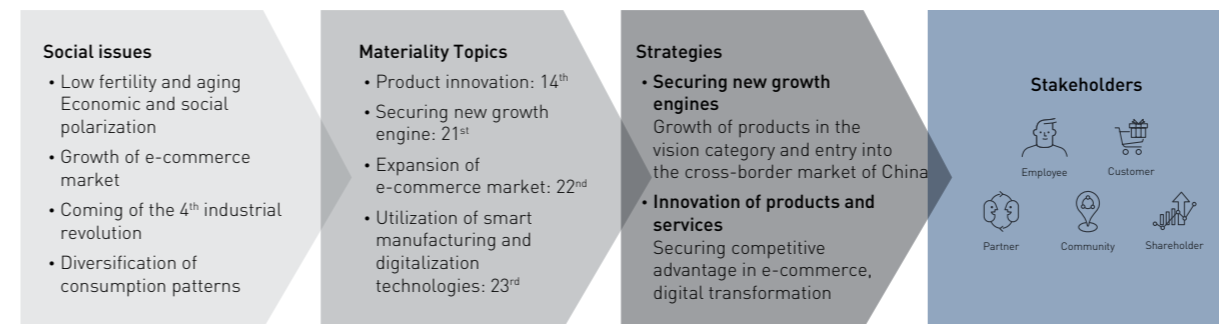 Social issues
• Low fertility and aging
Economic and social
polarization
• Growth of e-commerce
market
• Coming of the 4th industrial
revolution
• Diversification of
consumption patterns
Materiality Topics
• Product innovation: 14th
• Securing new growth
engine: 21st
• Expansion of
e-commerce market: 22nd
• Utilization of smart
manufacturing and
digitalization
technologies: 23rd
Strategies
• Securing new growth
engines
Growth of products in the
vision category and entry into
the cross-border market of China
• Innovation of products and
services
Securing competitive
advantage in e-commerce,
digital transformation
Stakeholders
Employee
Customer
Partner
Community
Shareholder